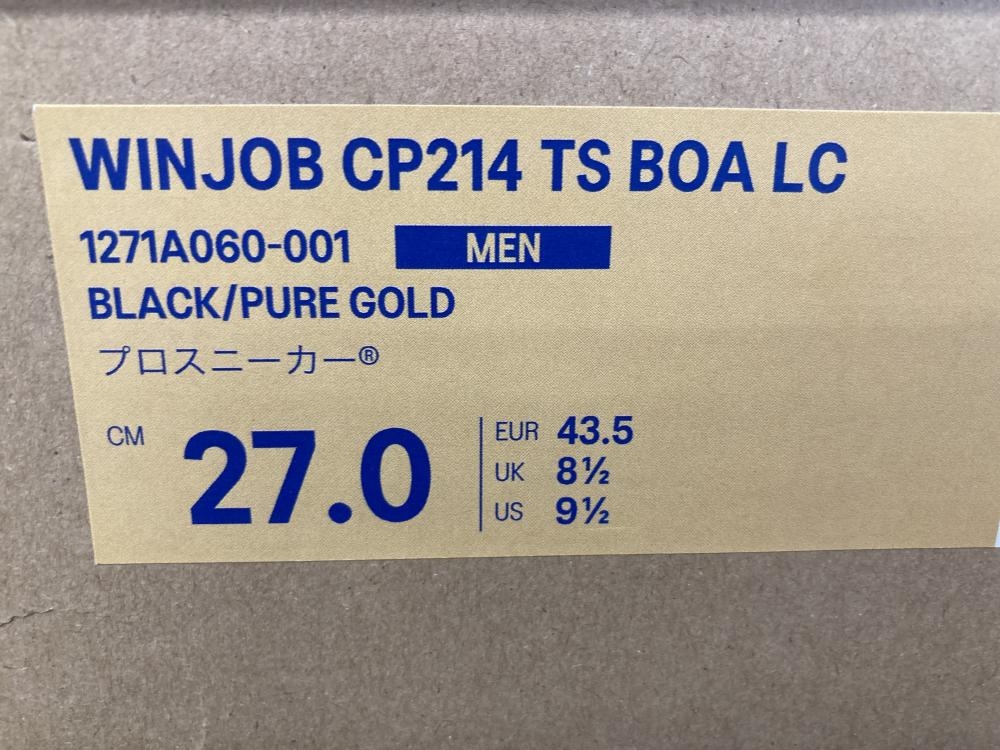 WINJOB CP214 TS BOA LC
1271A060-001 MEN
BLACK/PURE GOLD
プロスニーカー®
CM 27.0
EUR 43.5
UK 8½
US 9½